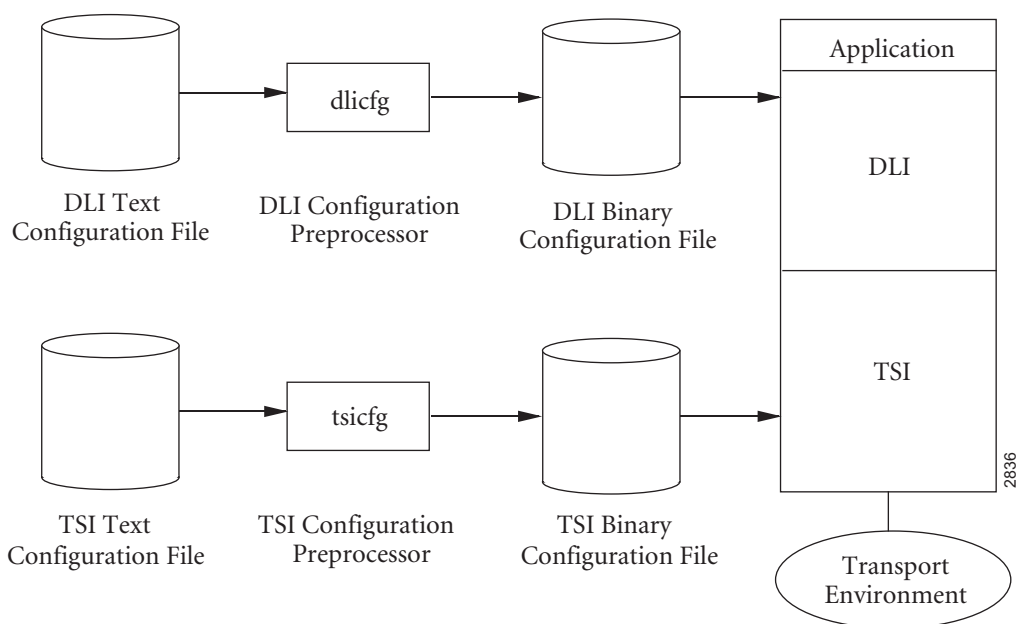 Application
dlicfg
DLI
DLI Text
Configuration File
DLI Configuration
Preprocessor
DLI Binary
Configuration File
tsicfg
TSI
TSI Text
Configuration File
TSI Configuration
Preprocessor
TSI Binary
Configuration File
2836
Transport
Environment